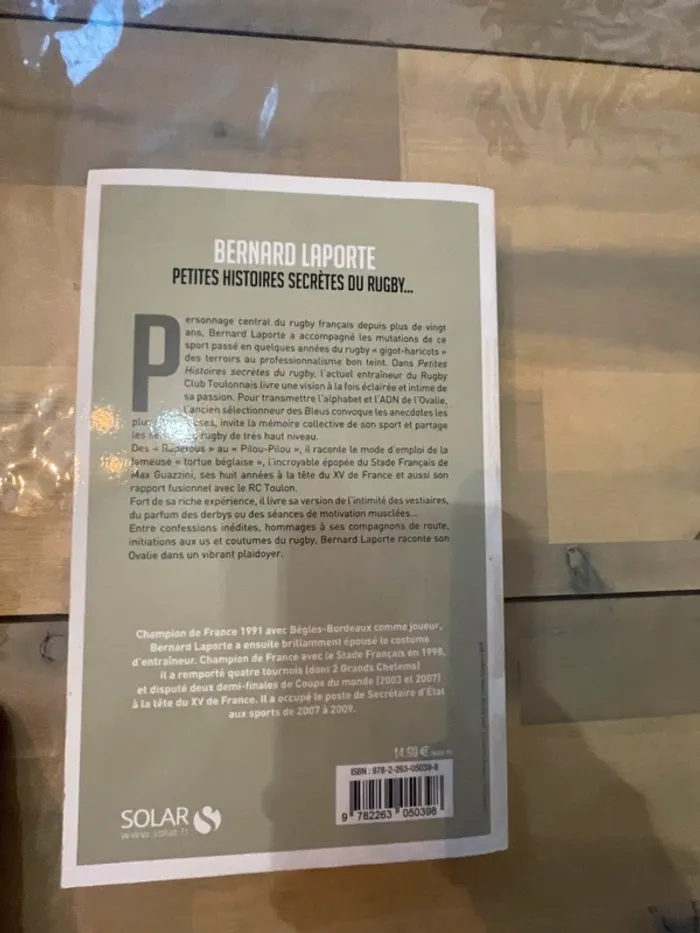 BERNARD LAPORTE
PETITES HISTOIRES SECRÈTES DU RUGBY...
Personnage central du rugby français depuis plus de vingt
ans, Bernard Laporte a accompagné les mutations de ce
sport passé en quelques années du rugby « gigot-haricots »
des terroirs au professionnalisme bon teint. Dans Petites
Histoires secrètes du rugby, l'actuel entraîneur du Rugby
Club Toulonnais livre une vision à la fois éclairée et intime de
sa passion. Pour transmettre l'alphabet et l'ADN de l'Ovalie,
l'ancien sélectionneur des Bleus convoque les anecdotes les
plus, invite la mémoire collective de son sport et partage
les rugby de très haut niveau.
Des « » au « Pilou-Pilou », il raconte le mode d'emploi de la
fameuse « tortue béglaise », l'incroyable épopée du Stade Français de
Max Guazzini, ses huit années à la tête du XV de France et aussi son
rapport fusionnel avec le RC Toulon.
Fort de sa riche expérience, il livre sa version de l'intimité des vestiaires,
du parfum des derbys ou des séances de motivation musclées...
Entre confessions inédites, hommages à ses compagnons de route,
initiations aux us et coutumes du rugby, Bernard Laporte raconte son
Ovalie dans un vibrant plaidoyer.
Champion de France 1991 avec Bègles-Bordeaux comme joueur,
Bernard Laporte a ensuite brillamment épousé le costume
d'entraîneur. Champion de France avec le Stade Français en 1998,
il a remporté quatre tournois (dont 2 Grands Chelems)
et disputé deux demi-finales de Coupe du monde (2003 et 2007)
à la tête du XV de France. Il a occupé le poste de Secrétaire d'État
aux sports de 2007 à 2009.
14,90 €
ISBN : 978-2-263-05039-8
9 782263 050398
SOLAR
www.solar.fr